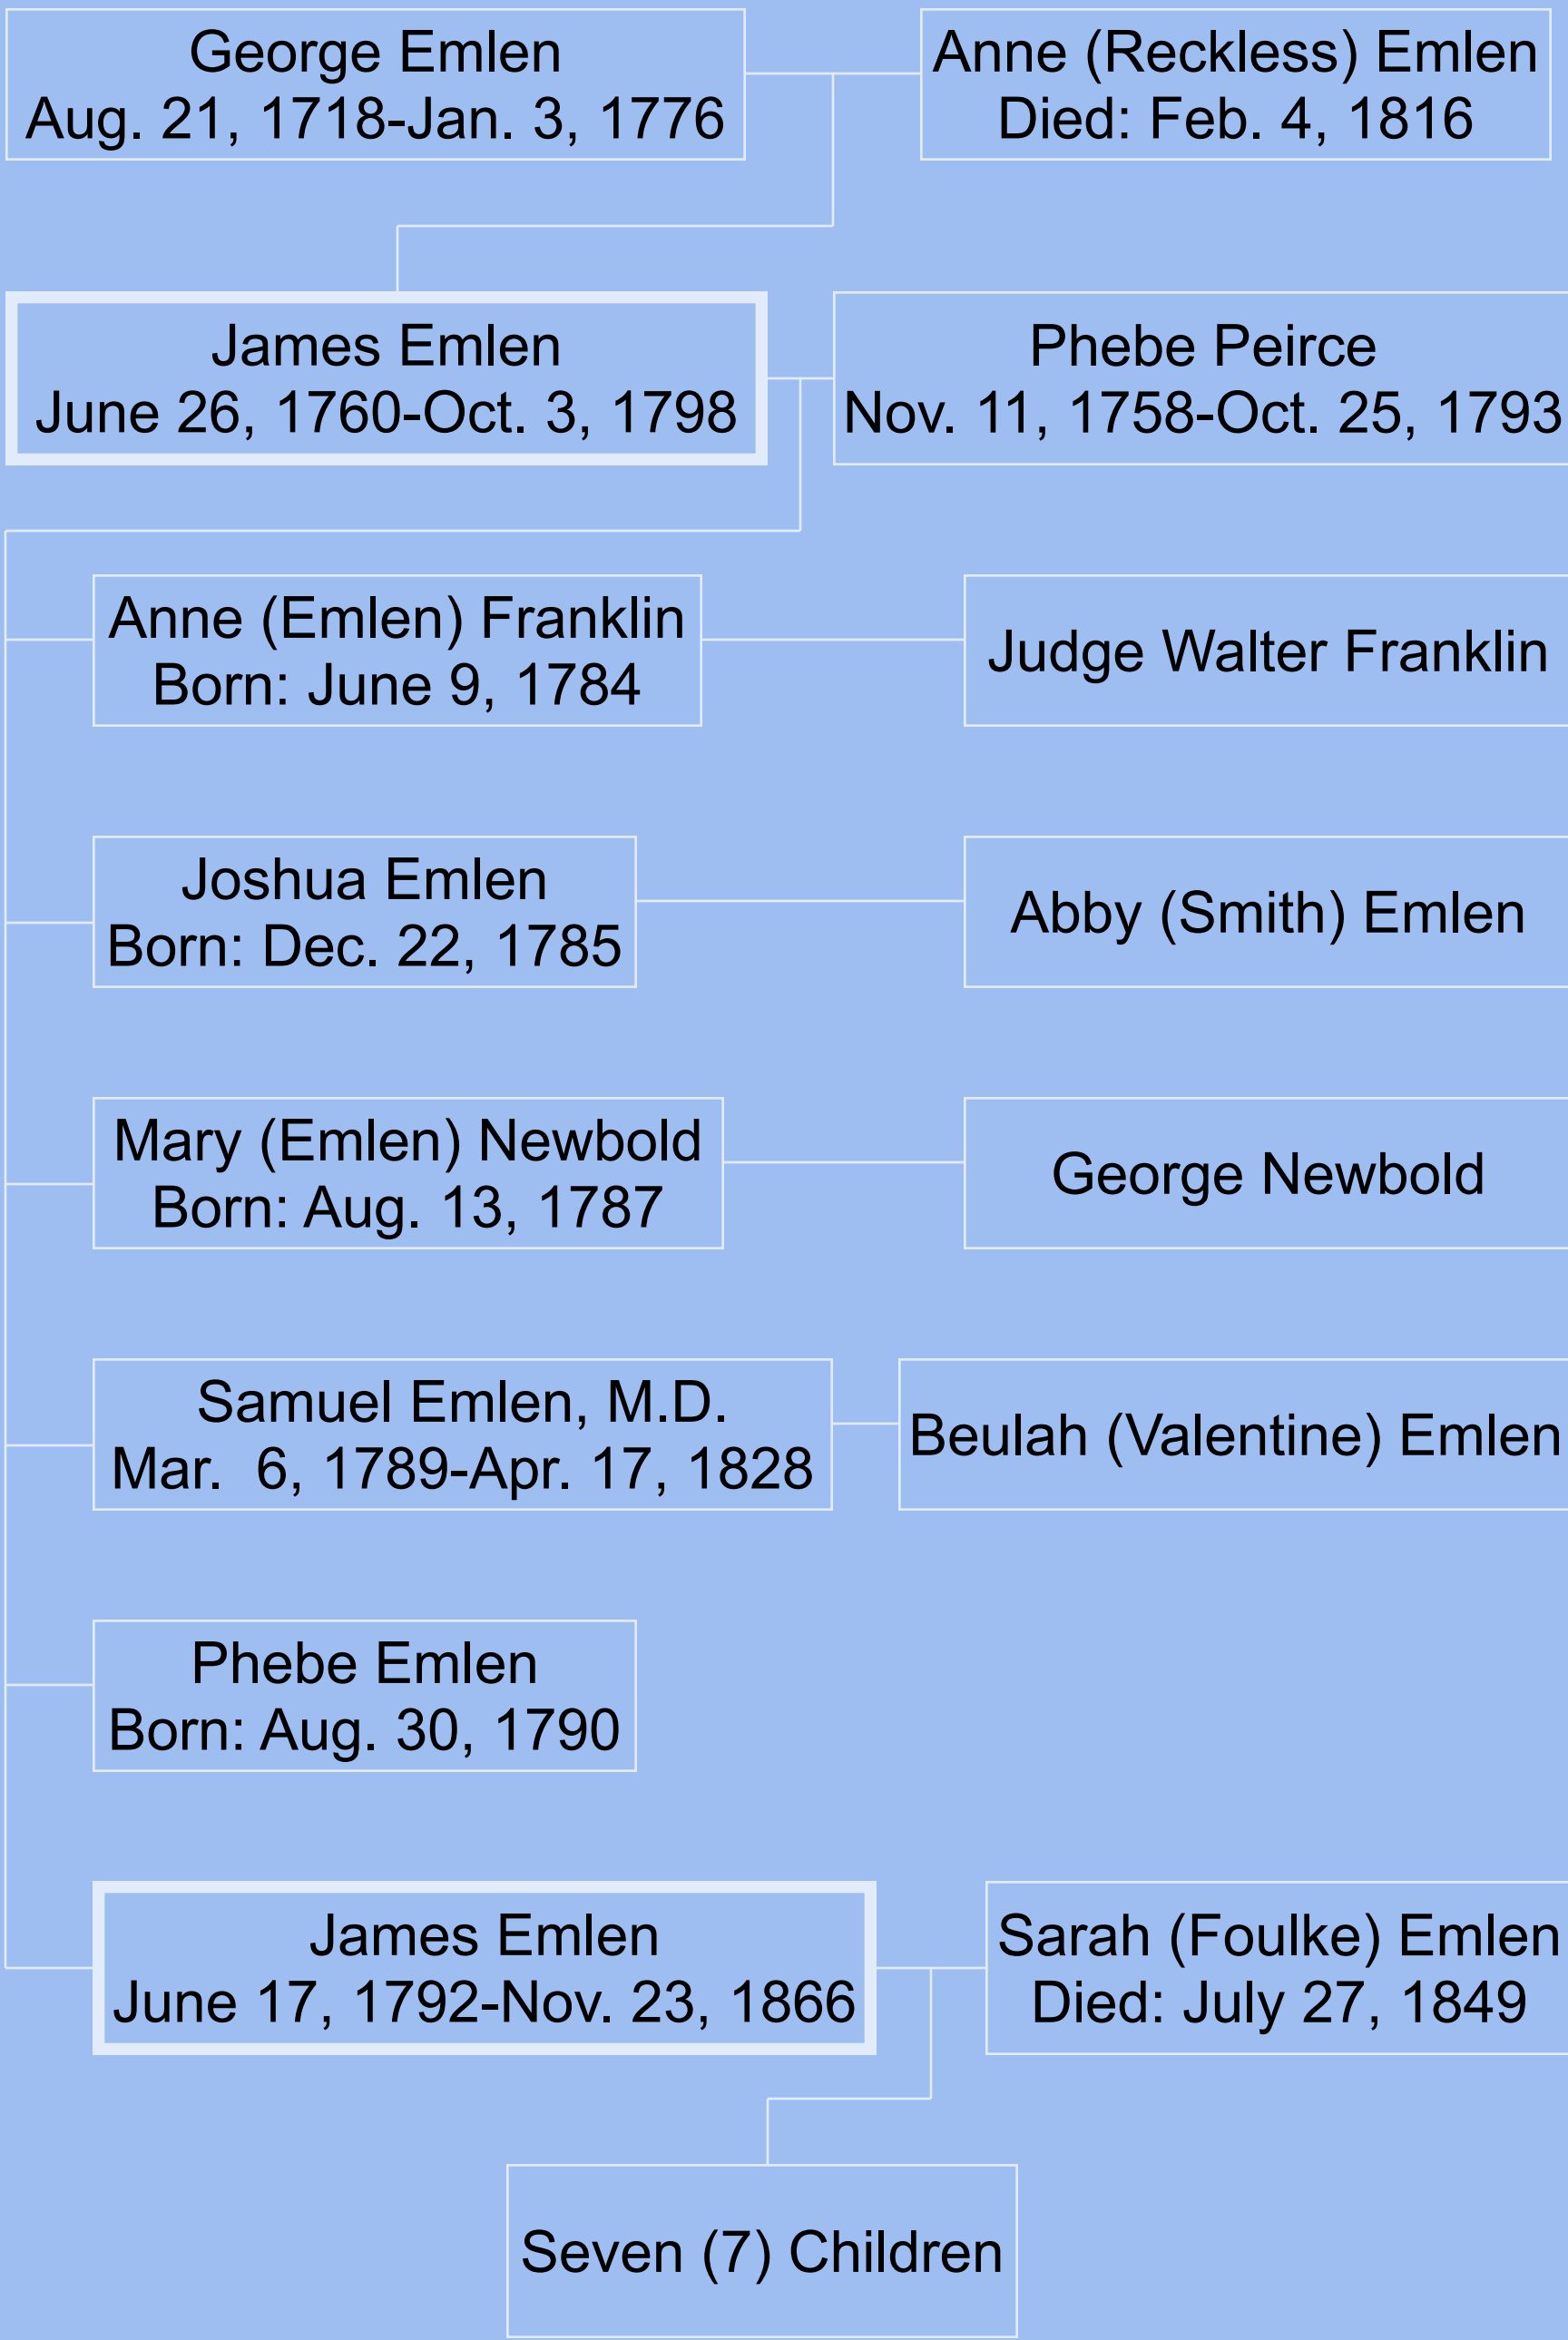 George Emlen
Aug. 21, 1718-Jan. 3, 1776
Anne (Reckless) Emlen
Died: Feb. 4, 1816
James Emlen
June 26, 1760-Oct. 3, 1798
Phebe Peirce
Nov. 11, 1758-Oct. 25, 1793
Anne (Emlen) Franklin
Born: June 9, 1784
Judge Walter Franklin
Joshua Emlen
Born: Dec. 22, 1785
Abby (Smith) Emlen
Mary (Emlen) Newbold
Born: Aug. 13, 1787
George Newbold
Samuel Emlen, M.D.
Mar.  6, 1789-Apr. 17, 1828
Beulah (Valentine) Emlen
Phebe Emlen
Born: Aug. 30, 1790
James Emlen
June 17, 1792-Nov. 23, 1866
Sarah (Foulke) Emlen
Died: July 27, 1849
Seven (7) Children